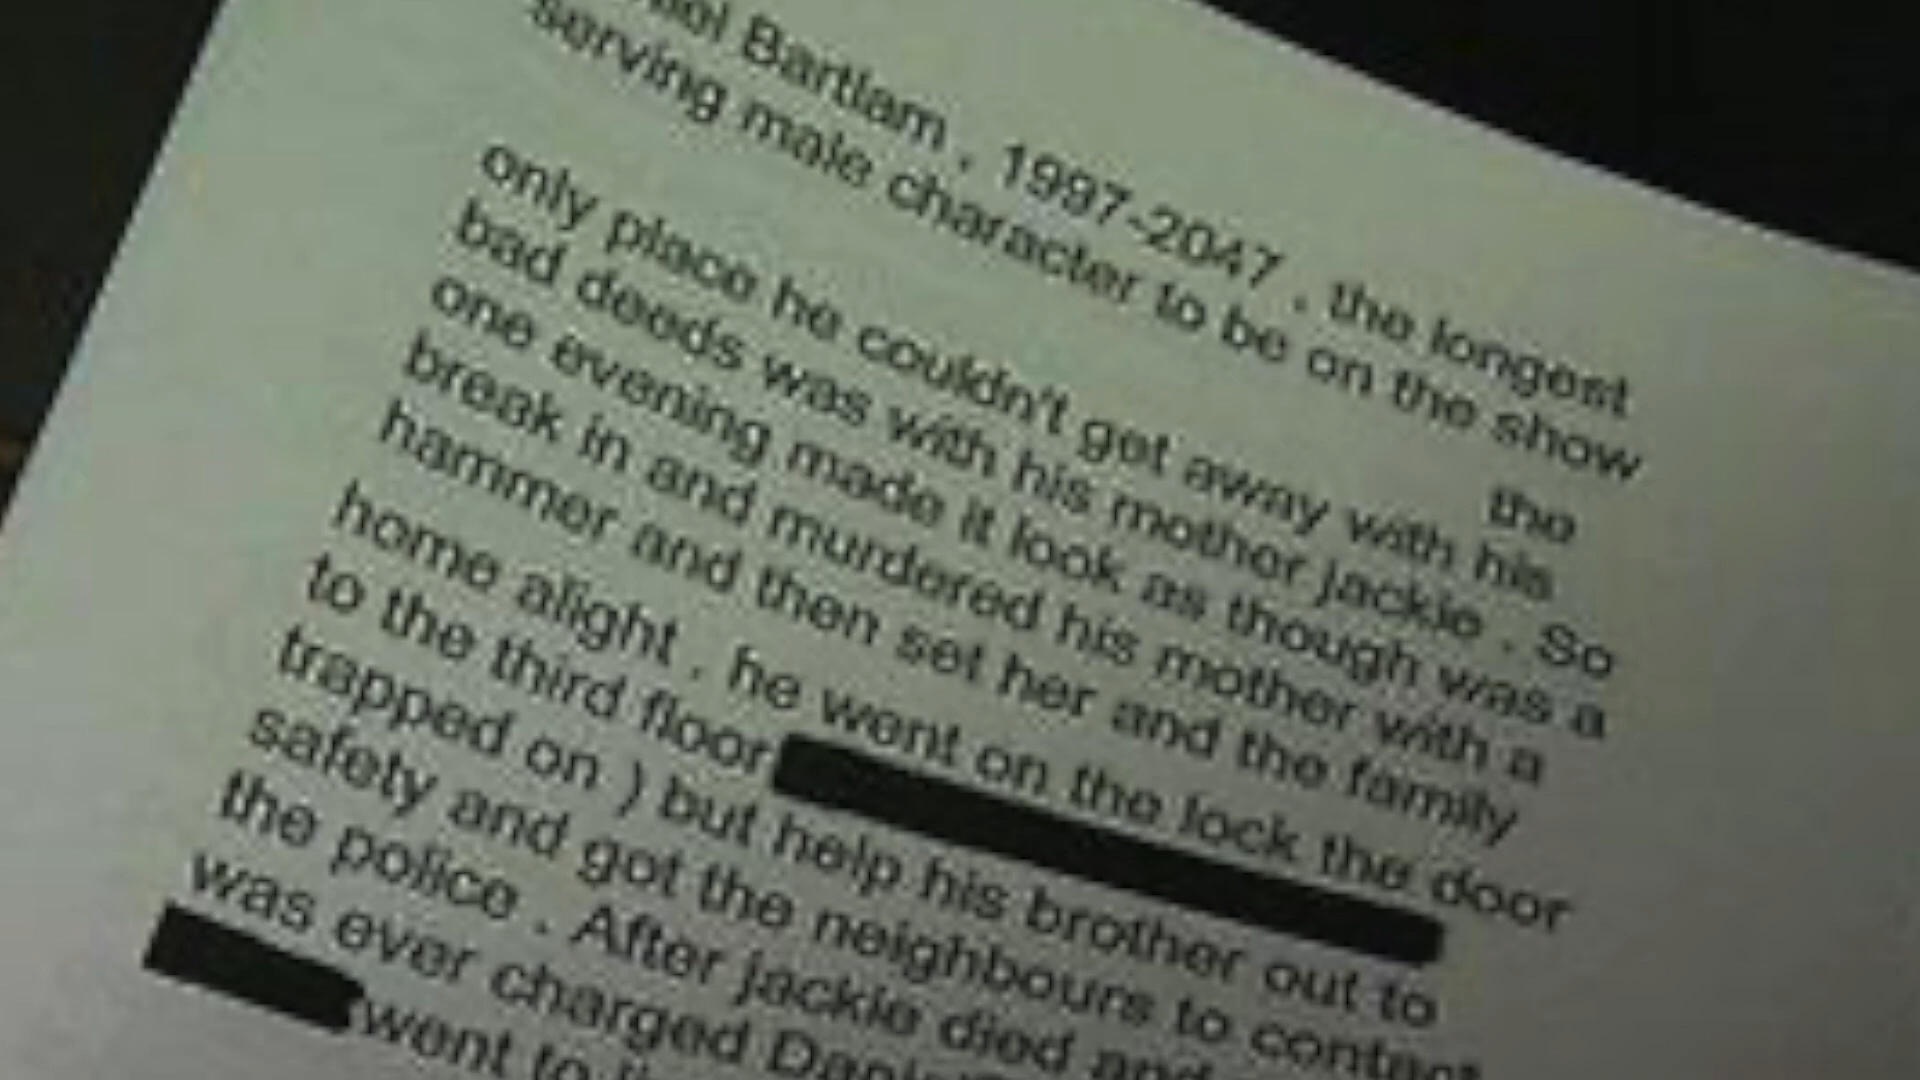 Bartlam , 1997-2047 , the longest
serving male character to be on the show
the
only place he couldn't get away with his
bad deeds was with his mother jackie . So
one evening made it look as though was a
break in and murdered his mother with a
hammer and then set her and the family
home alight , he went on the lock the door
to the third floor
trapped on ) but help his brother out to
safety and got the neighbours to contact
the police . After jackie died and
was ever charged
went to